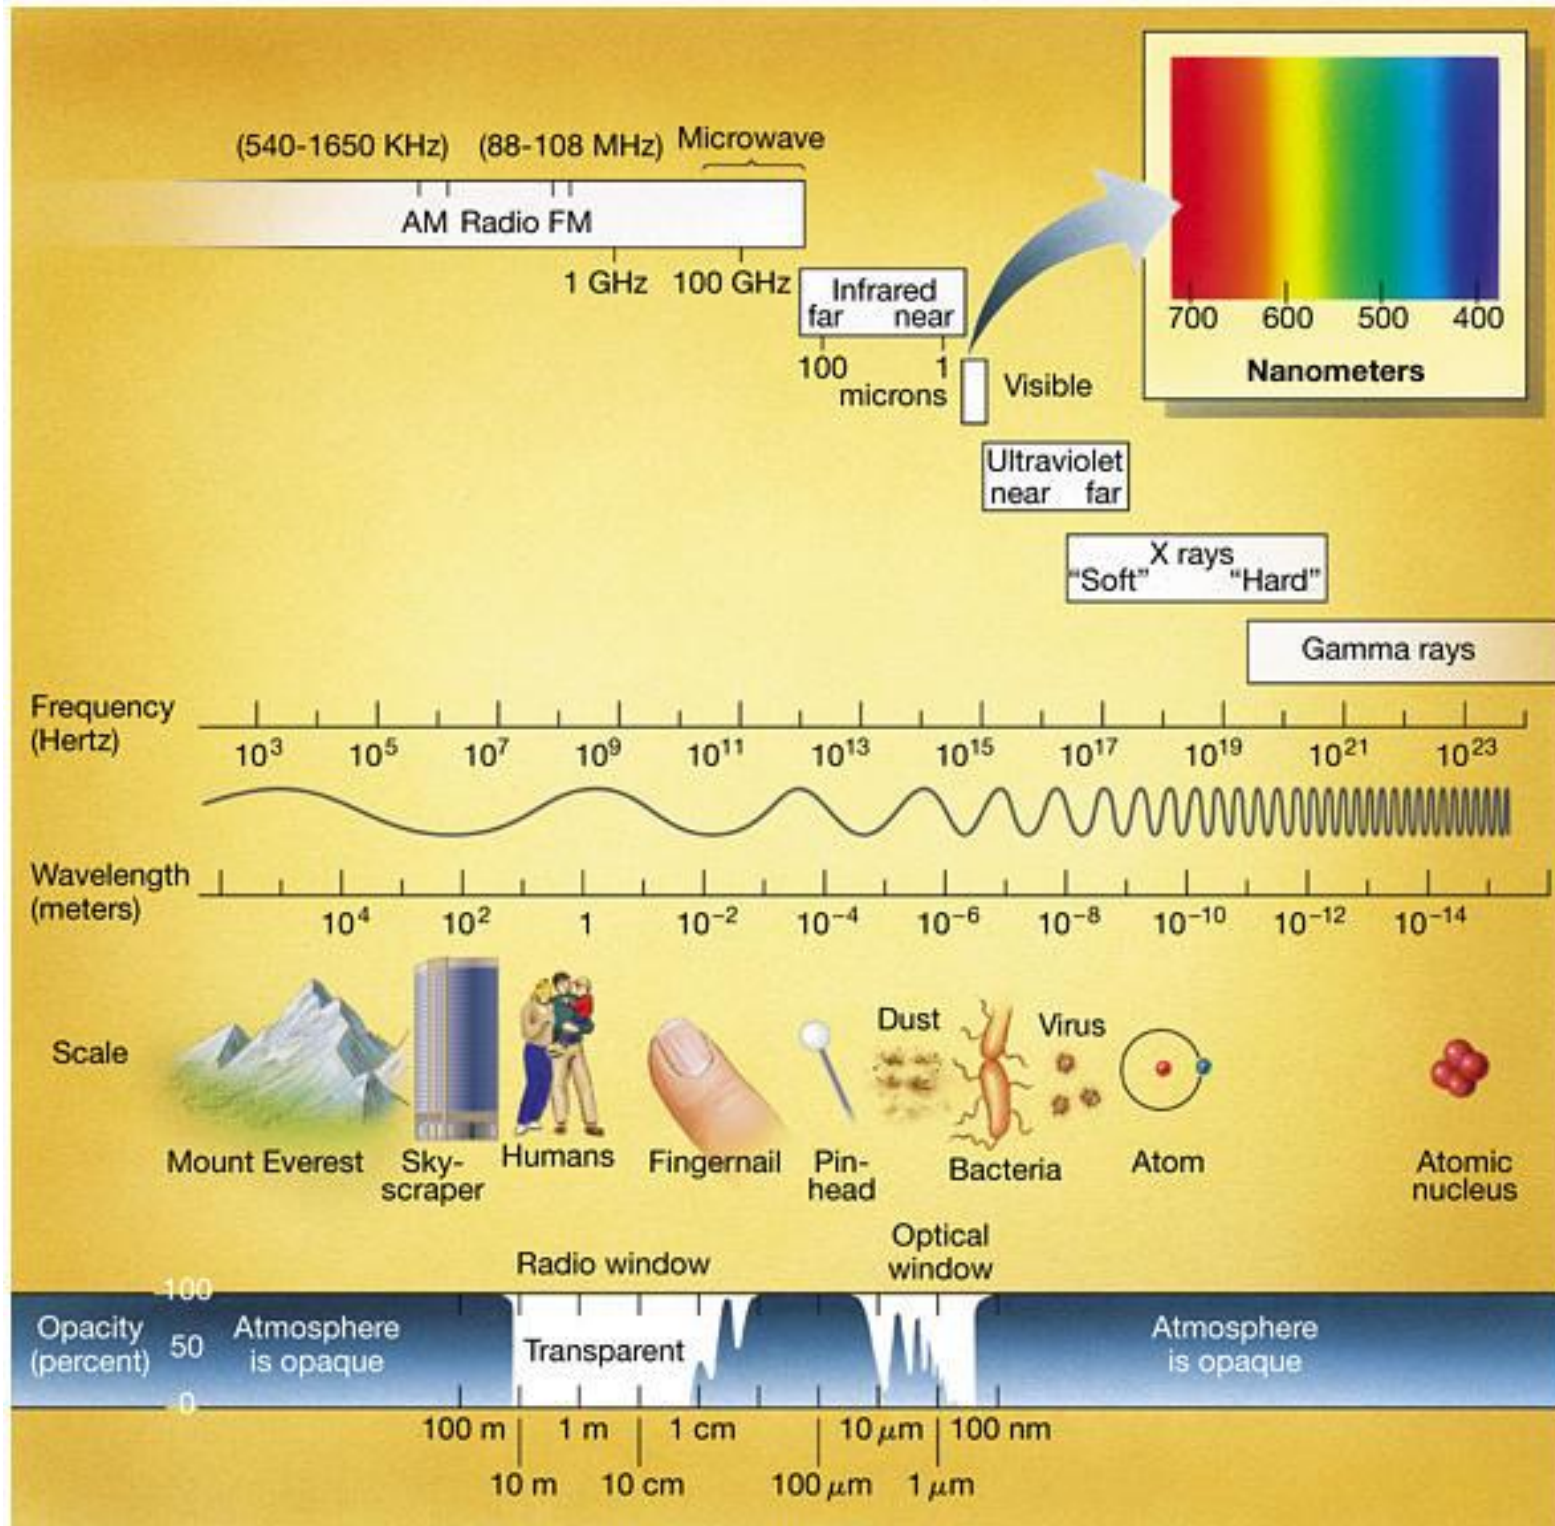 (540-1650 KHz) (88-108 MHz) Microwave
AM Radio FM
1 GHz 100 GHz
Infrared
far near
100 1
microns
Visible
700 600 500 400
Nanometers
Ultraviolet
near far
X rays
“Soft” “Hard”
Gamma rays
Frequency
(Hertz)
10³ 10⁵ 10⁷ 10⁹ 10¹¹ 10¹³ 10¹⁵ 10¹⁷ 10¹⁹ 10²¹ 10²³
Wavelength
(meters)
10⁴ 10² 1 10⁻² 10⁻⁴ 10⁻⁶ 10⁻⁸ 10⁻¹⁰ 10⁻¹² 10⁻¹⁴
Scale
Dust
Virus
Mount Everest
Sky-
scraper
Humans
Fingernail
Pin-
head
Bacteria
Atom
Atomic
nucleus
Radio window
Optical
window
Opacity
(percent)
100
50
0
Atmosphere
is opaque
Transparent
Atmosphere
is opaque
100 m 1 m 1 cm 10 μm 100 nm
10 m 10 cm 100 μm 1 μm